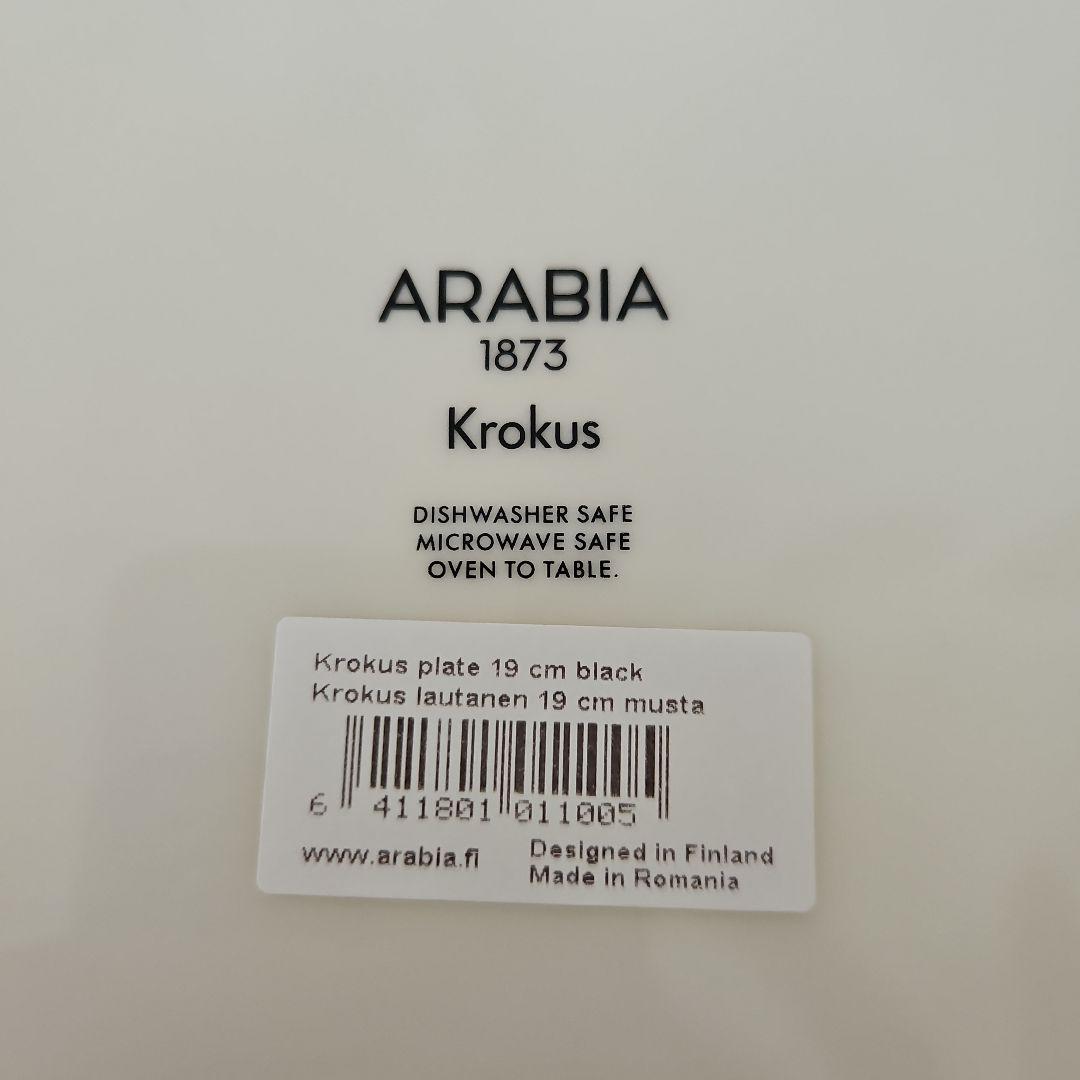 ARABIA
1873
Krokus
DISHWASHER SAFE
MICROWAVE SAFE
OVEN TO TABLE.
Krokus plate 19 cm black
Krokus lautanen 19 cm musta
6 411801 011005
www.arabia.fi
Designed in Finland
Made in Romania